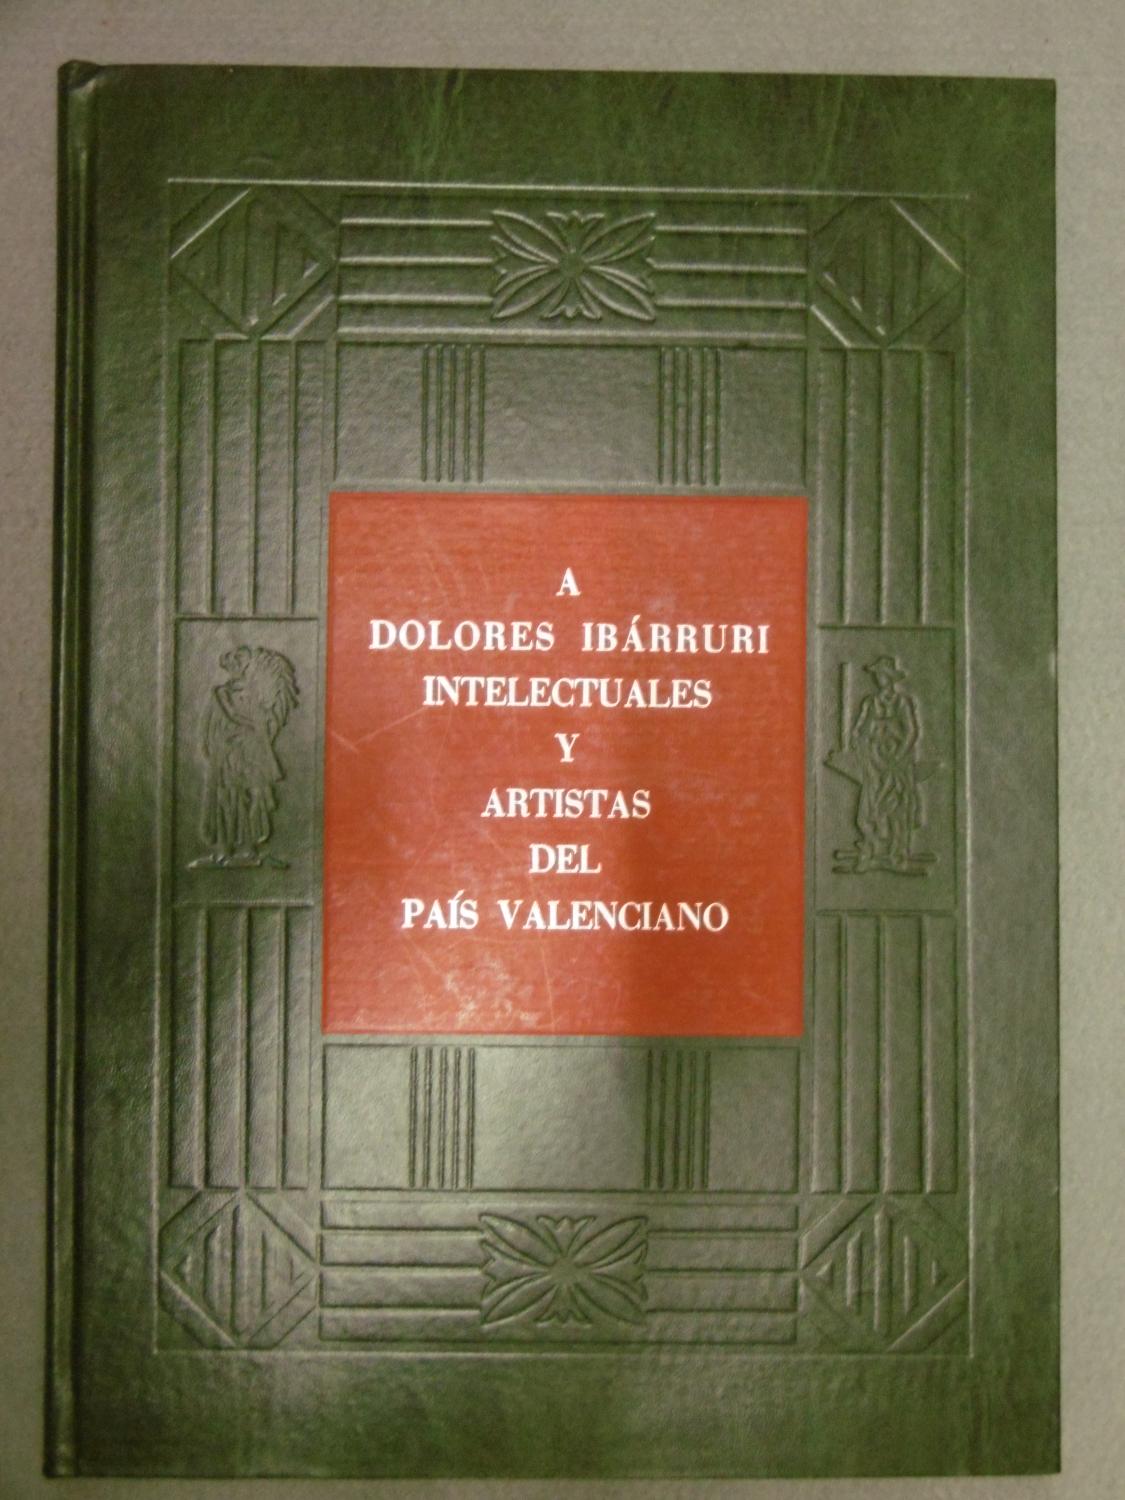 A
DOLORES IBÁRRURI
INTELECTUALES
Y
ARTISTAS
DEL
PAÍS VALENCIANO